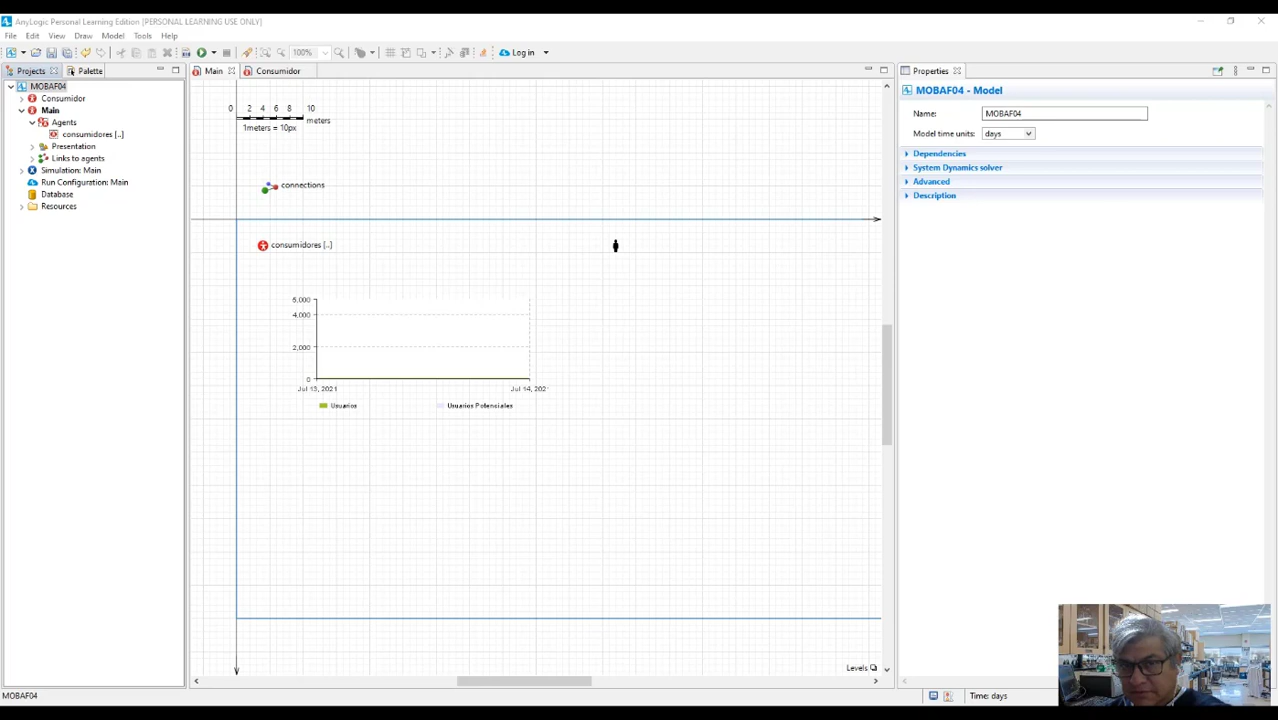 AnyLogic Personal Learning Edition [PERSONAL LEARNING USE ONLY]
File Edit View Draw Model Tools Help
100% Log in
Projects Palette
MOBAF04
Consumidor
Main
Agents
consumidores [..]
Presentation
Links to agents
Simulation: Main
Run Configuration: Main
Database
Resources
Main Consumidor
0 2 4 6 8 10
meters
1meters = 10px
connections
consumidores [..]
5,000
4,000
2,000
0
Jul 13, 2021 Jul 14, 202
Usuarios Usuarios Potenciales
Levels
Properties
MOBAF04 - Model
Name: MOBAF04
Model time units: days
Dependencies
System Dynamics solver
Advanced
Description
MOBAF04 Time: days